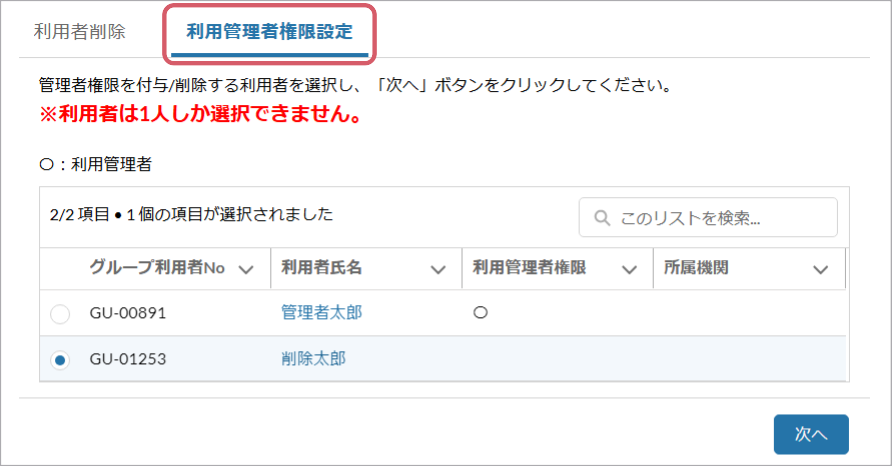 利用者削除 利用管理者権限設定
管理者権限を付与/削除する利用者を選択し、「次へ」ボタンをクリックしてください。
※利用者は1人しか選択できません。
〇：利用管理者
2/2 項目 • 1 個の項目が選択されました このリストを検索...
グループ利用者No 利用者氏名 利用管理者権限 所属機関
GU-00891 管理者太郎 〇
GU-01253 削除太郎
次へ